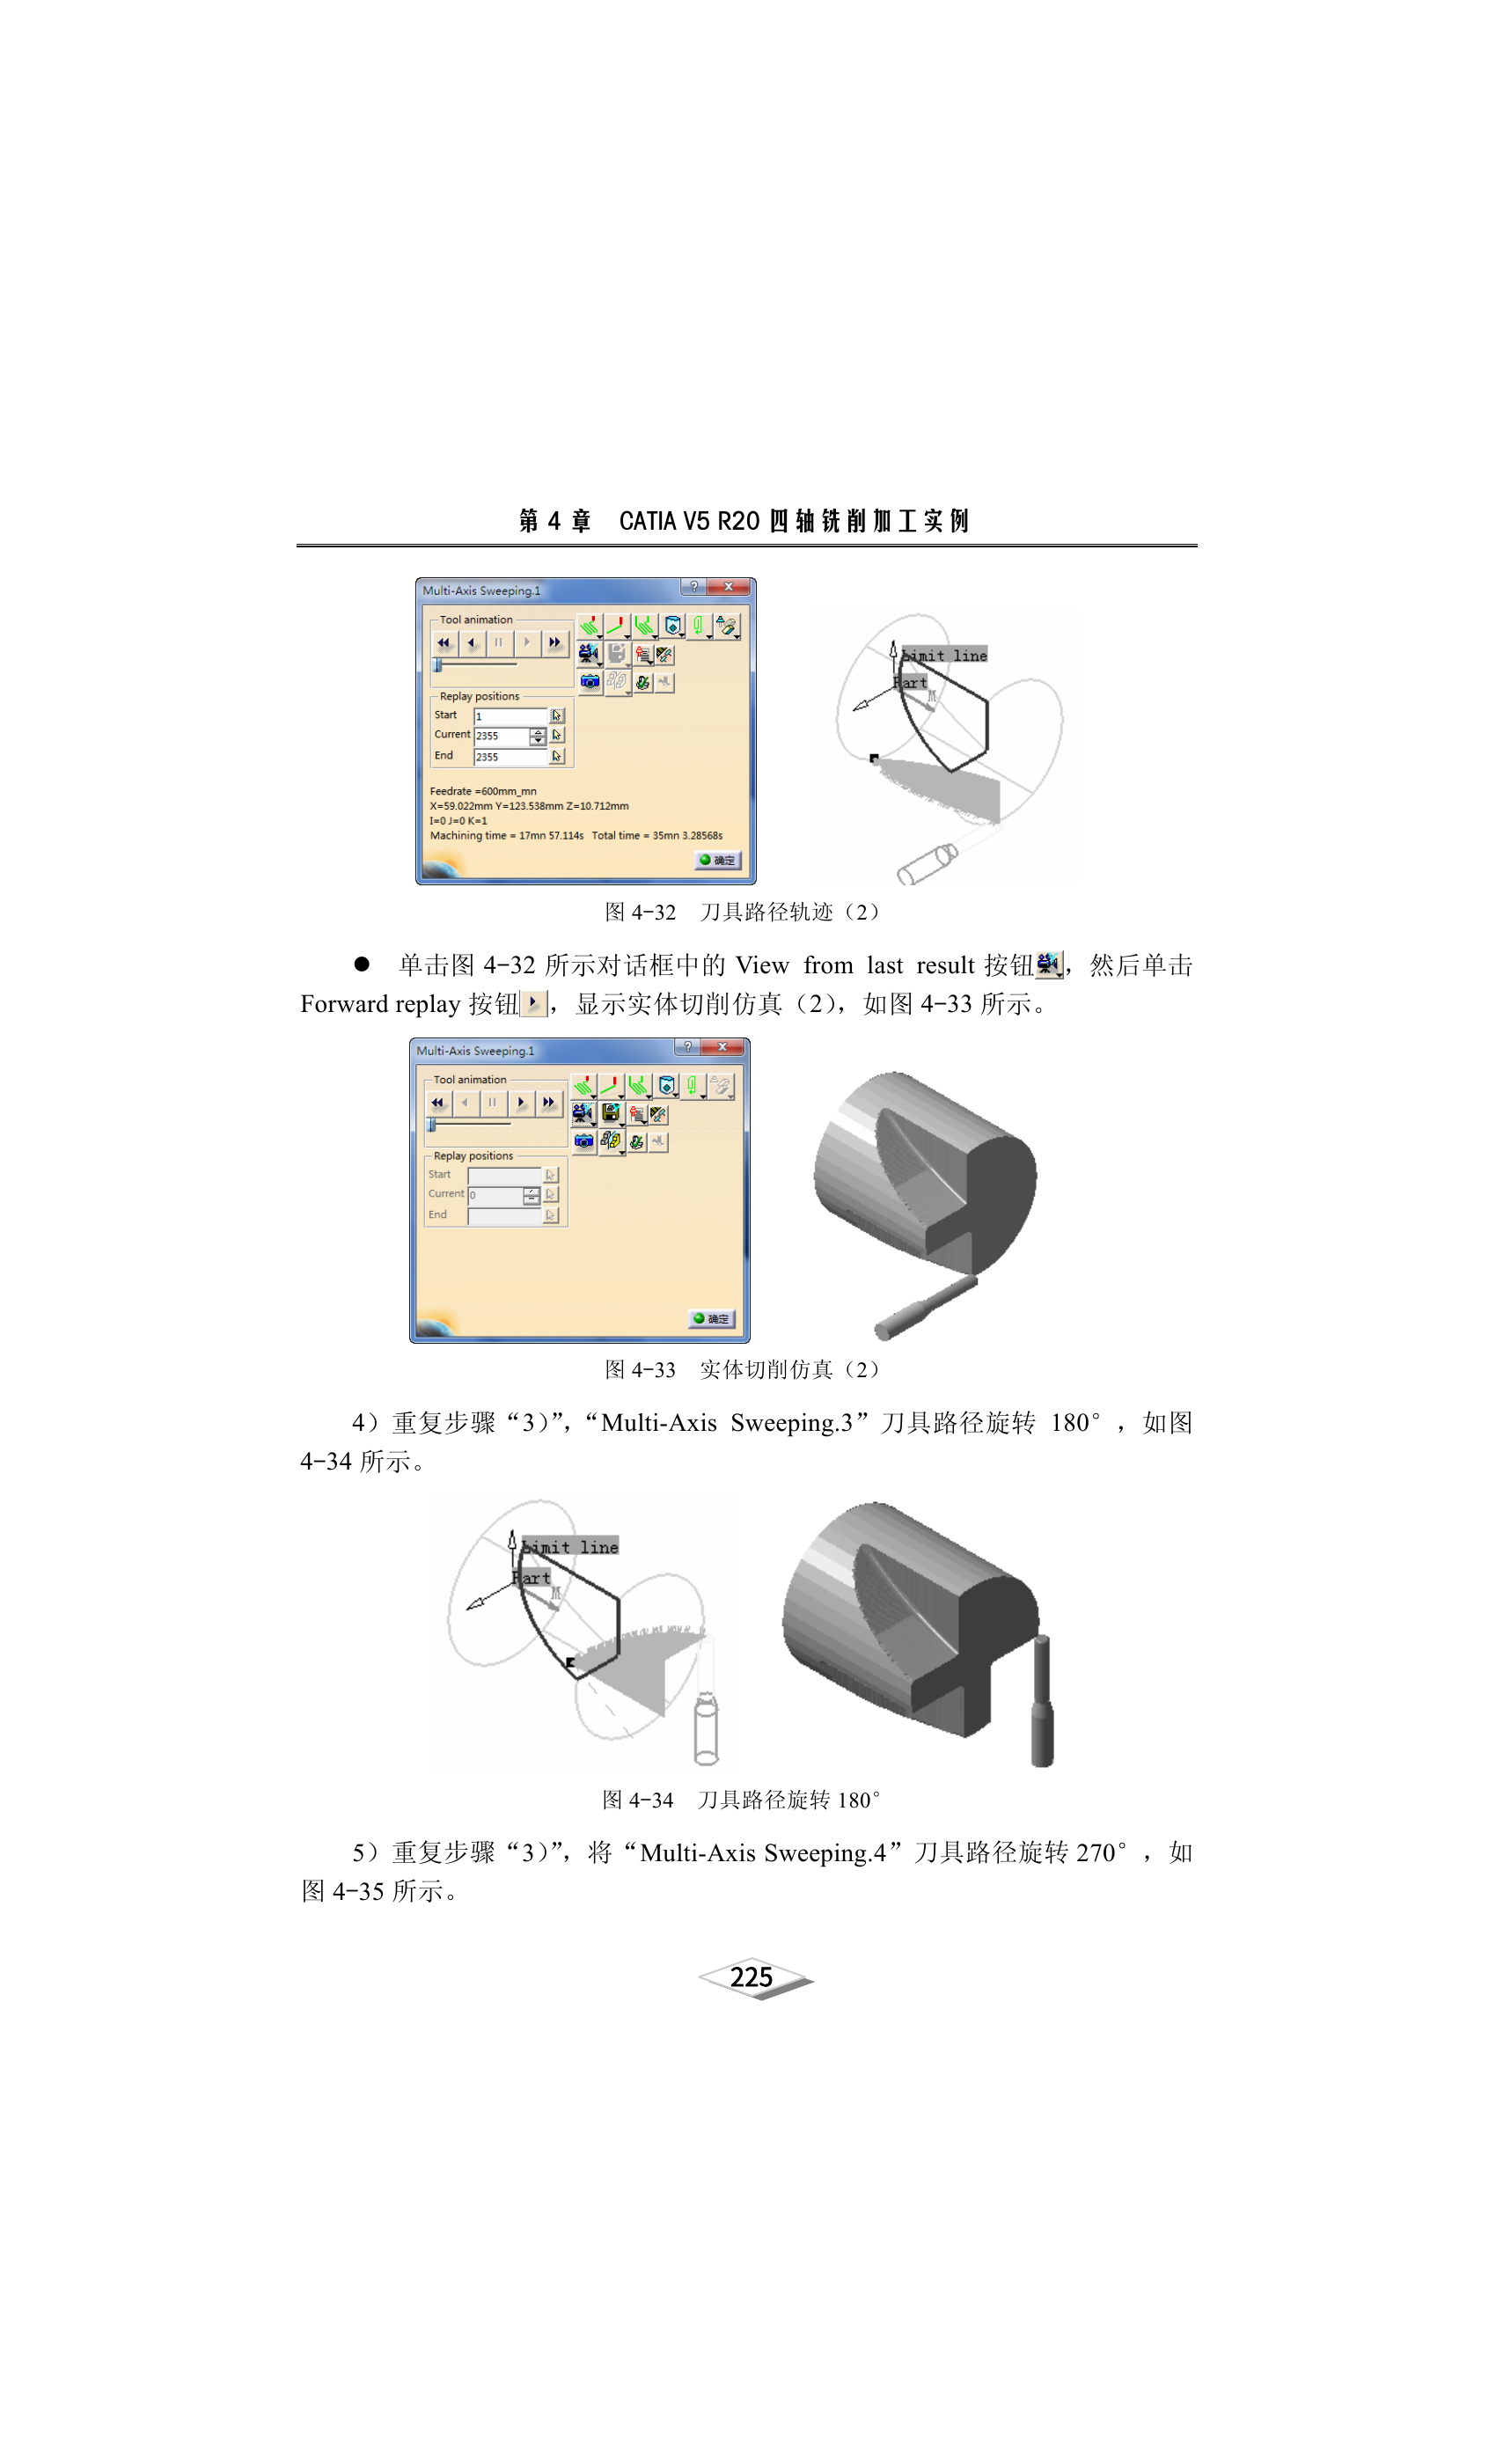 第 4 章 CATIA V5 R20 四轴铣削加工实例
Multi-Axis Sweeping.1
Tool animation
Replay positions
Start 1
Current 2355
End 2355
Feedrate =600mm_mn
X=59.022mm Y=123.538mm Z=10.712mm
I=0 J=0 K=1
Machining time = 17mn 57.114s Total time = 35mn 3.28568s
确定
Limit line
Part
M
图 4-32 刀具路径轨迹（2）
● 单击图 4-32 所示对话框中的 View from last result 按钮，然后单击
Forward replay 按钮，显示实体切削仿真（2），如图 4-33 所示。
Multi-Axis Sweeping.1
Tool animation
Replay positions
Start
Current 0
End
确定
图 4-33 实体切削仿真（2）
4）重复步骤“3）”，“Multi-Axis Sweeping.3”刀具路径旋转 180°，如图
4-34 所示。
Limit line
Part
M
图 4-34 刀具路径旋转 180°
5）重复步骤“3）”，将“Multi-Axis Sweeping.4”刀具路径旋转 270°，如
图 4-35 所示。
225